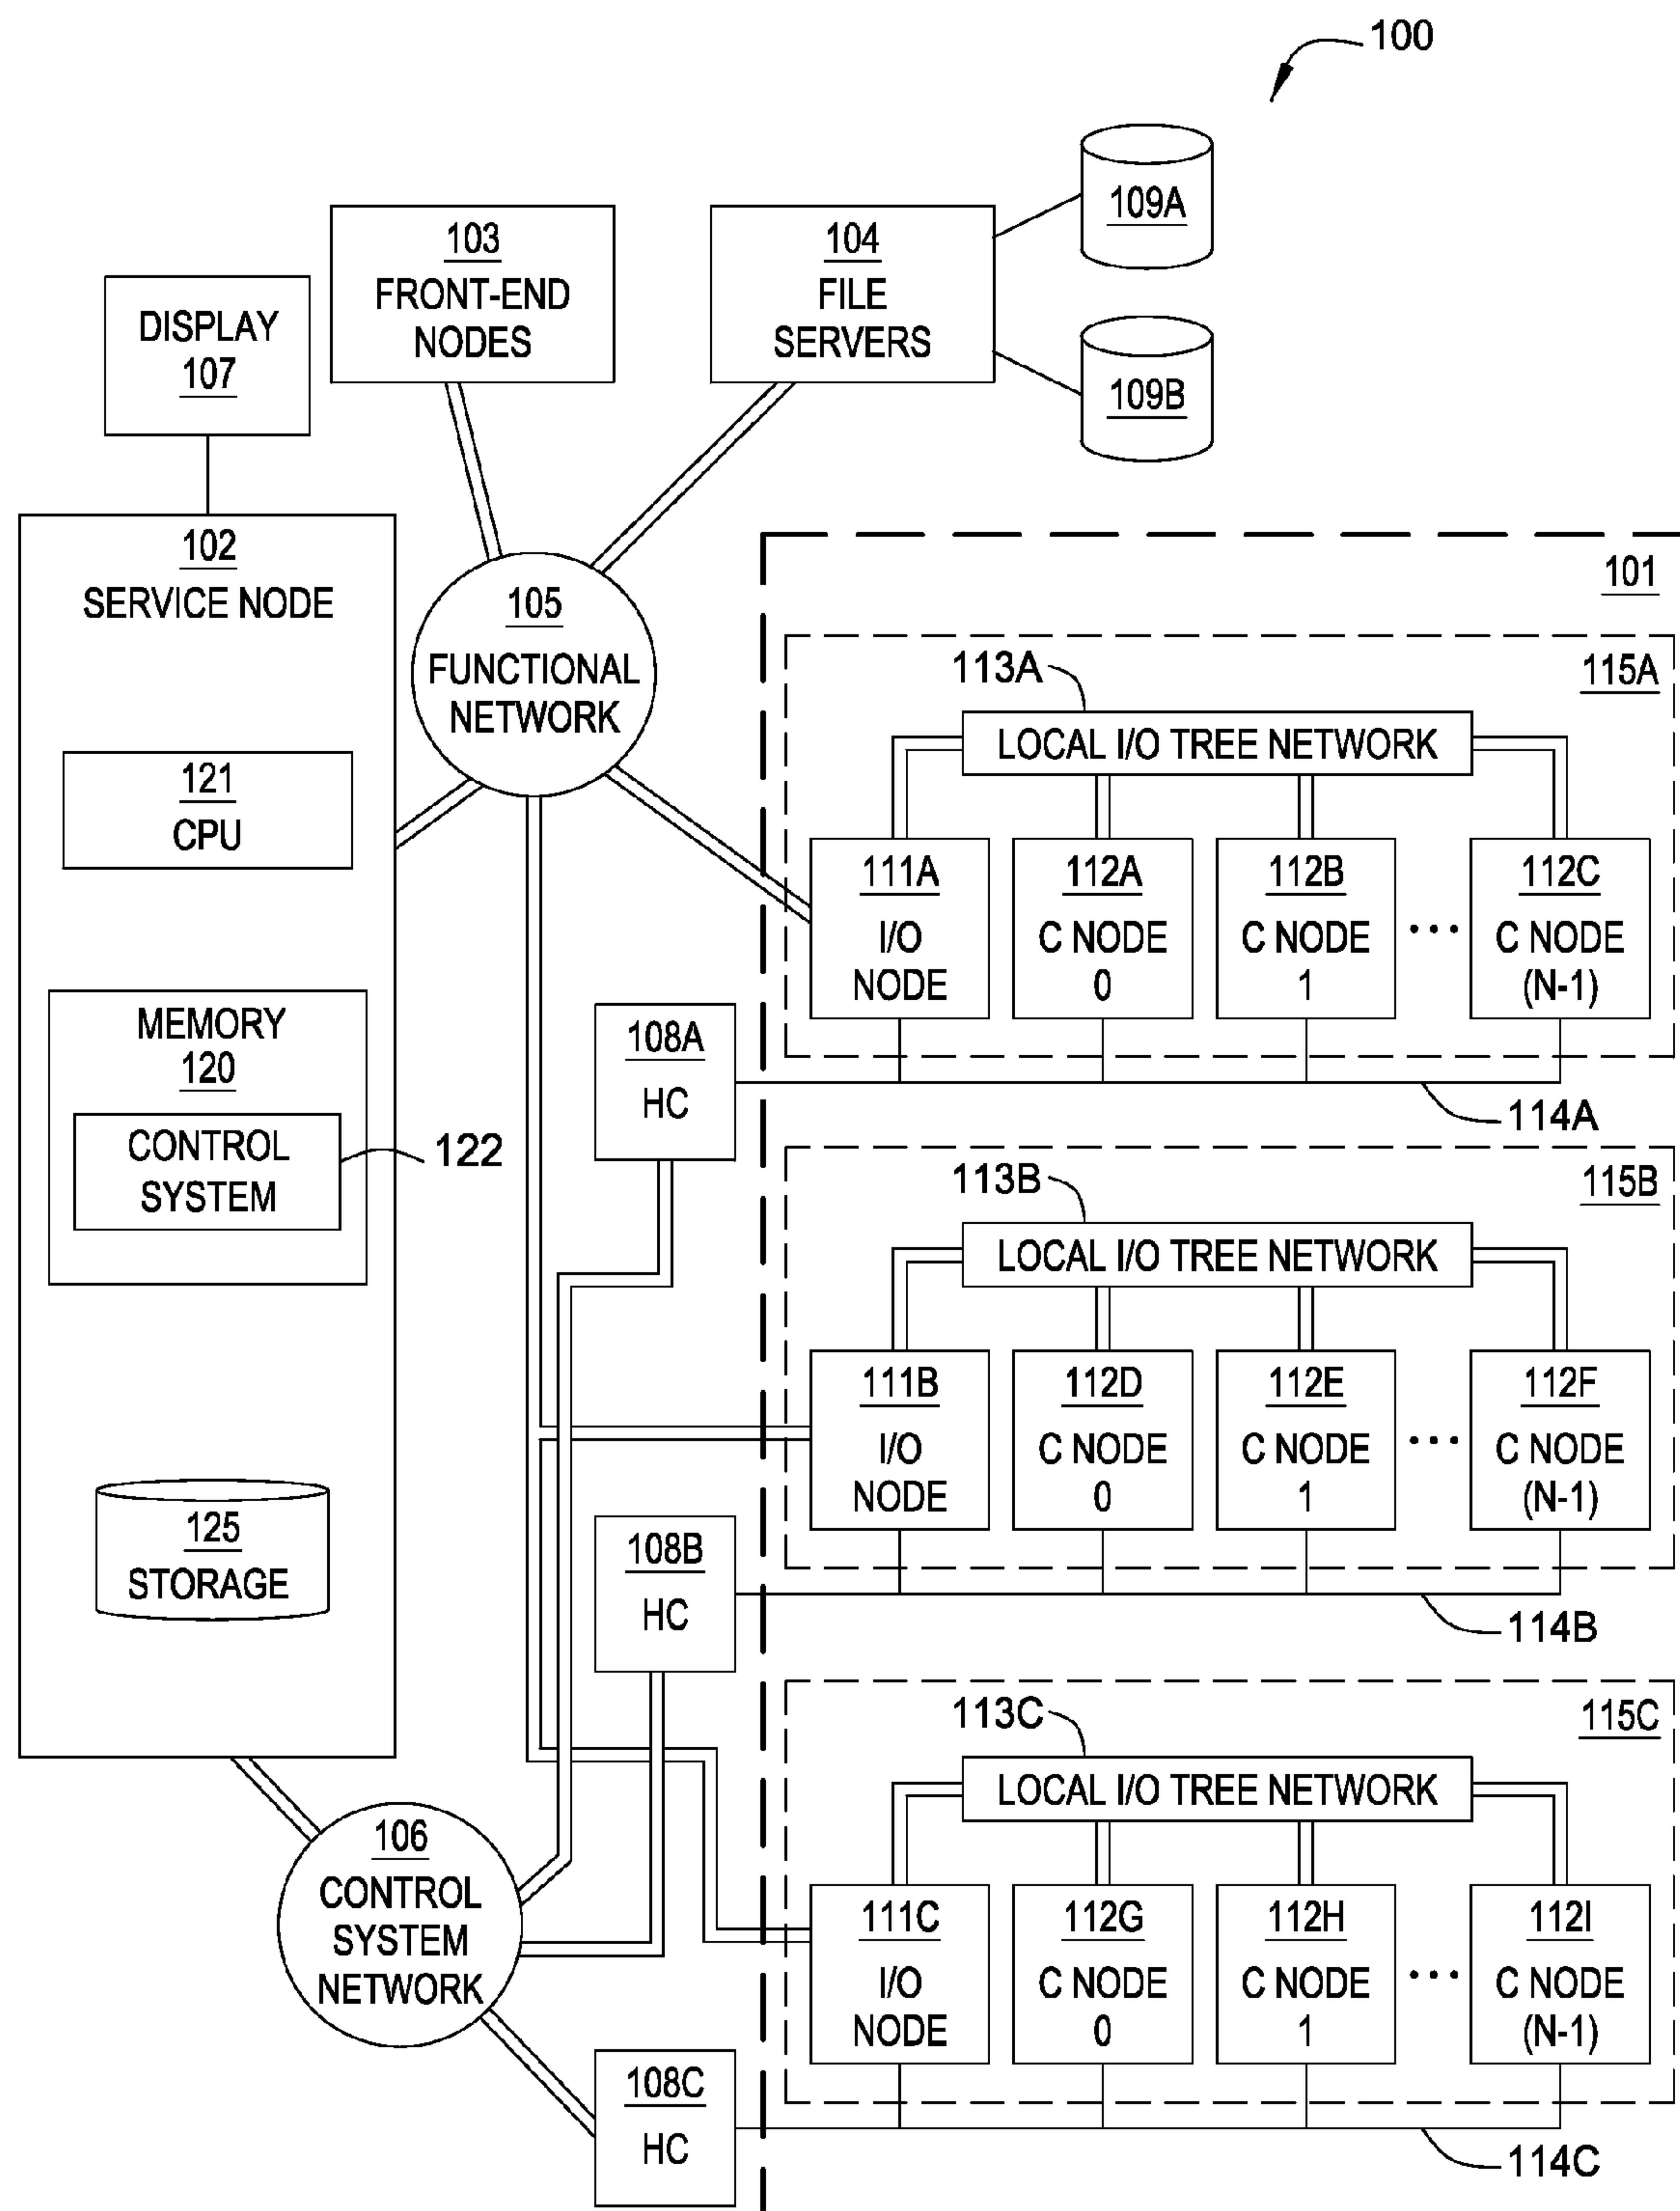 100
109A
103
FRONT-END
NODES
104
FILE
SERVERS
DISPLAY
107
109B
102
SERVICE NODE
105
FUNCTIONAL
NETWORK
101
113A
115A
LOCAL I/O TREE NETWORK
121
CPU
111A
I/O
NODE
112A
C NODE
0
112B
C NODE
1
...
112C
C NODE
(N-1)
MEMORY
120
CONTROL
SYSTEM
122
108A
HC
114A
113B
115B
LOCAL I/O TREE NETWORK
111B
I/O
NODE
112D
C NODE
0
112E
C NODE
1
...
112F
C NODE
(N-1)
125
STORAGE
108B
HC
114B
113C
115C
LOCAL I/O TREE NETWORK
106
CONTROL
SYSTEM
NETWORK
111C
I/O
NODE
112G
C NODE
0
112H
C NODE
1
...
112I
C NODE
(N-1)
108C
HC
114C